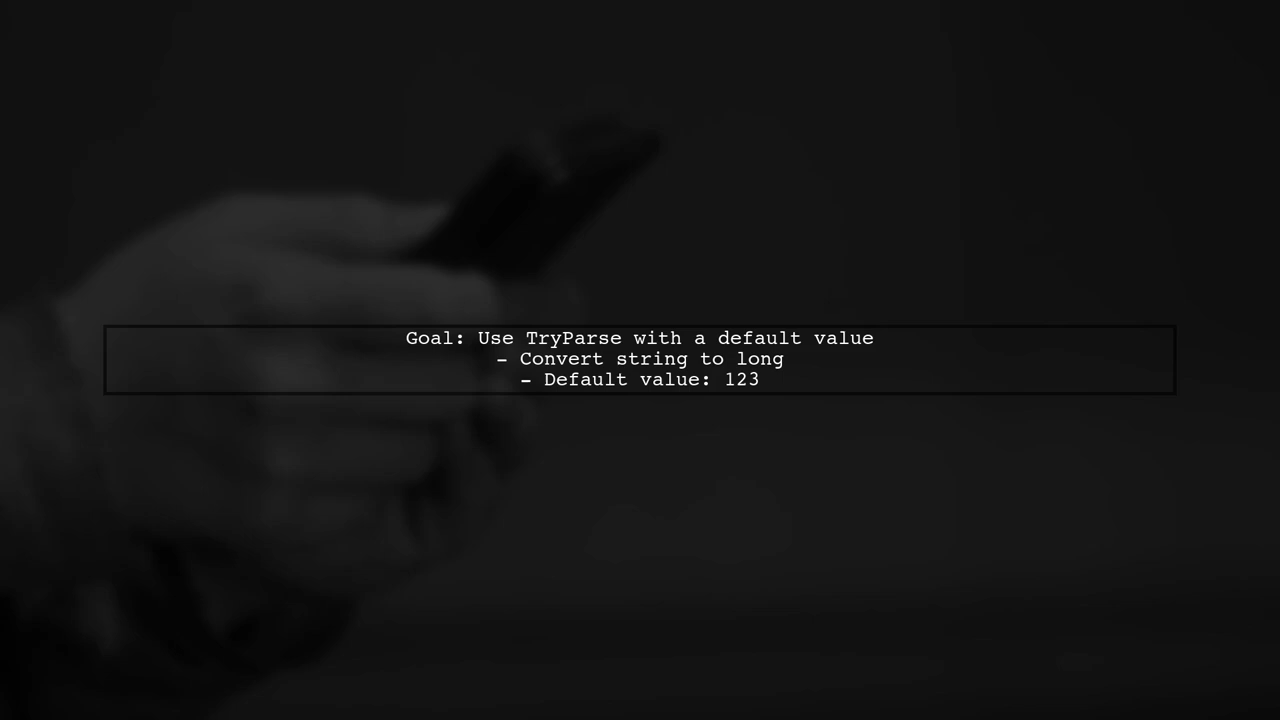 Goal: Use TryParse with a default value
- Convert string to long
- Default value: 123